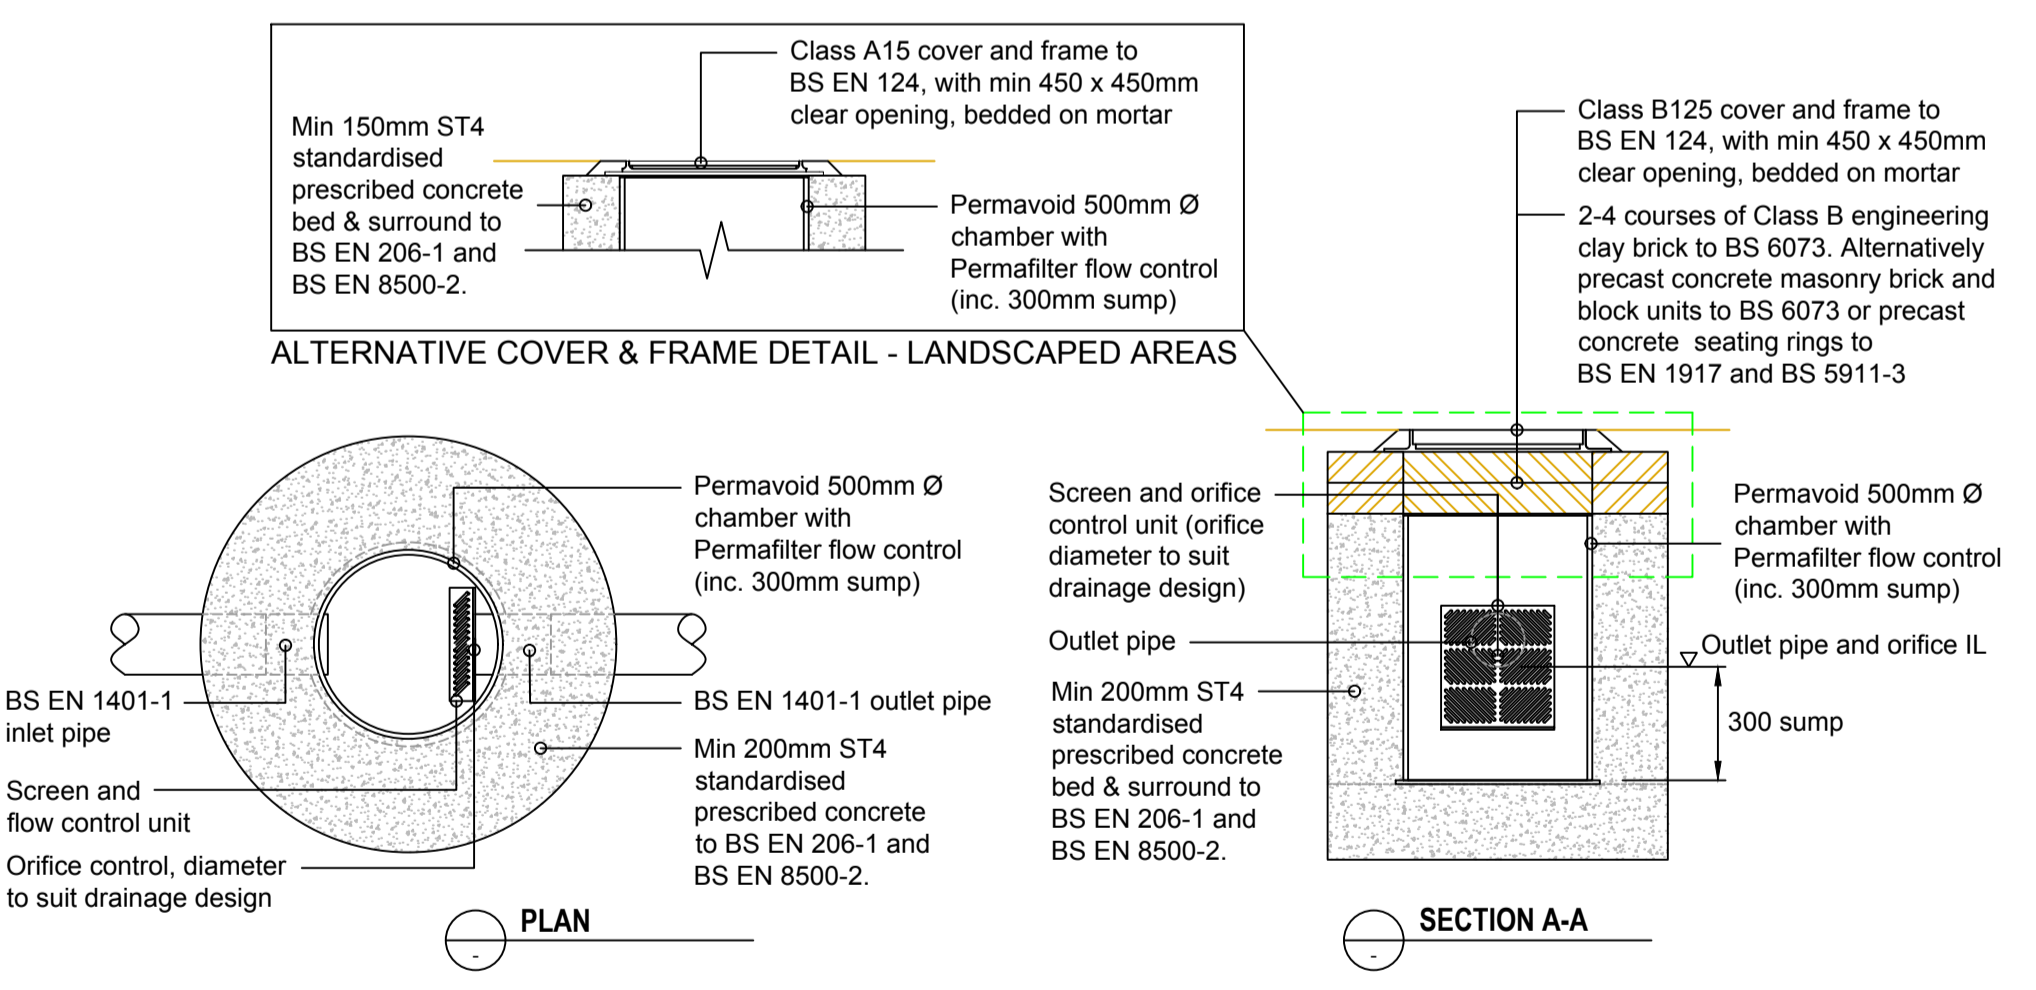 Class A15 cover and frame to
BS EN 124, with min 450 x 450mm
clear opening, bedded on mortar
Min 150mm ST4
standardised
prescribed concrete
bed & surround to
BS EN 206-1 and
BS EN 8500-2.
Permavoid 500mm Ø
chamber with
Permafilter flow control
(inc. 300mm sump)
ALTERNATIVE COVER & FRAME DETAIL - LANDSCAPED AREAS
Class B125 cover and frame to
BS EN 124, with min 450 x 450mm
clear opening, bedded on mortar
2-4 courses of Class B engineering
clay brick to BS 6073. Alternatively
precast concrete masonry brick and
block units to BS 6073 or precast
concrete seating rings to
BS EN 1917 and BS 5911-3
Permavoid 500mm Ø
chamber with
Permafilter flow control
(inc. 300mm sump)
BS EN 1401-1
inlet pipe
BS EN 1401-1 outlet pipe
Min 200mm ST4
standardised
prescribed concrete
to BS EN 206-1 and
BS EN 8500-2.
Screen and
flow control unit
Orifice control, diameter
to suit drainage design
PLAN
-
Screen and orifice
control unit (orifice
diameter to suit
drainage design)
Outlet pipe
Min 200mm ST4
standardised
prescribed concrete
bed & surround to
BS EN 206-1 and
BS EN 8500-2.
Permavoid 500mm Ø
chamber with
Permafilter flow control
(inc. 300mm sump)
Outlet pipe and orifice IL
300 sump
SECTION A-A
-